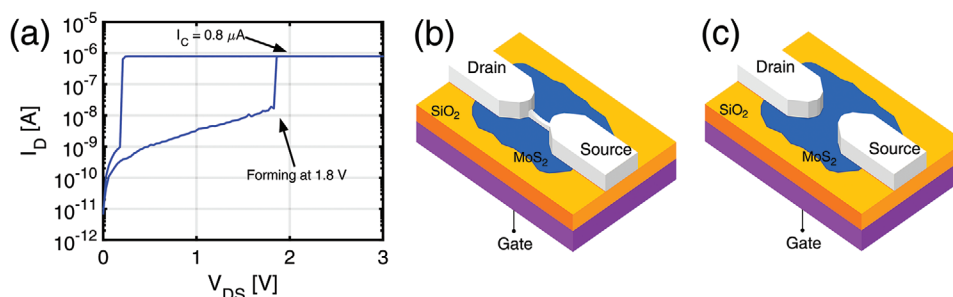 (a)
I_C = 0.8 μA
Forming at 1.8 V
I_D [A]
10^-5
10^-6
10^-7
10^-8
10^-9
10^-10
10^-11
10^-12
0 1 2 3
V_DS [V]
(b)
Drain
SiO₂
MoS₂
Source
Gate
(c)
Drain
SiO₂
MoS₂
Source
Gate